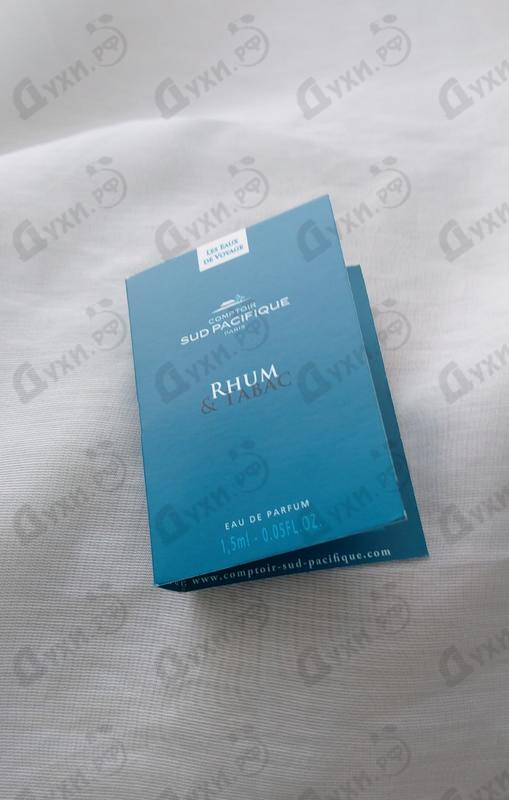 LES EAUX
DE VOYAGE
COMPTOIR
SUD PACIFIQUE
PARIS
RHUM
& TABAC
EAU DE PARFUM
1,5ml - 0.05FL.OZ.
www.comptoir-sud-pacifique.com
Духи.РФ